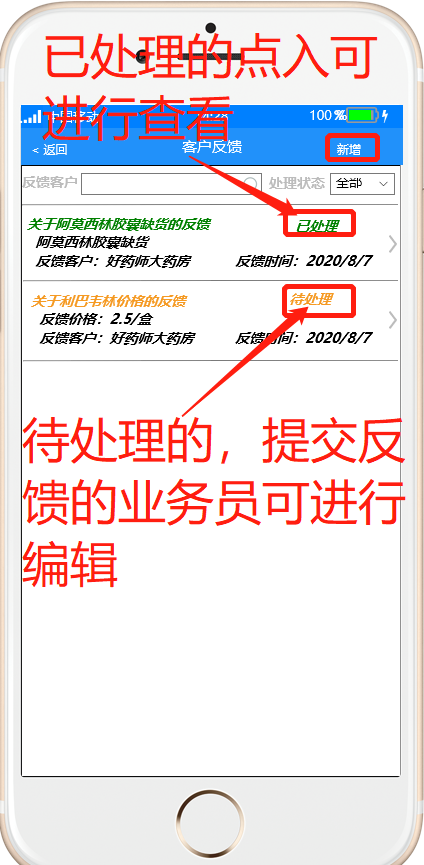 已处理的点入可
进行查看
100%
< 返回 客户反馈 新增
反馈客户 处理状态 全部
关于阿莫西林胶囊缺货的反馈 已处理
阿莫西林胶囊缺货
反馈客户：好药师大药房 反馈时间：2020/8/7
关于利巴韦林价格的反馈 待处理
反馈价格：2.5/盒
反馈客户：好药师大药房 反馈时间：2020/8/7
待处理的，提交反
馈的业务员可进行
编辑